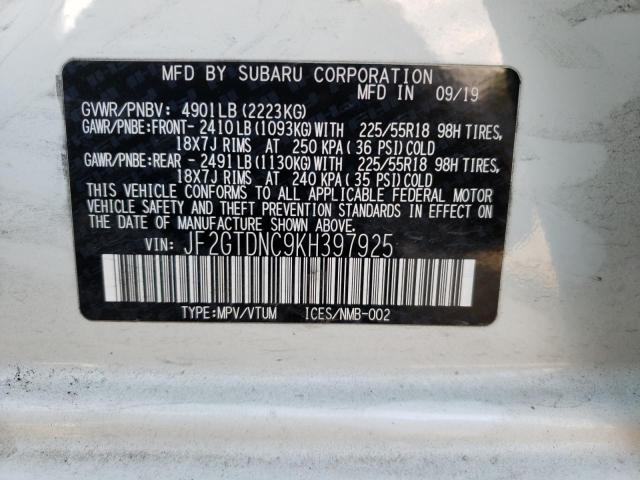 MFD BY SUBARU CORPORATION
MFD IN 09/19
GVWR/PNBV: 4901LB (2223KG)
GAWR/PNBE:FRONT- 2410LB(1093KG)WITH 225/55R18 98H TIRES,
18X7J RIMS AT 250 KPA (36 PSI)COLD
GAWR/PNBE:REAR - 2491LB(1130KG)WITH 225/55R18 98H TIRES,
18X7J RIMS AT 240 KPA(35 PSI)COLD
THIS VEHICLE CONFORMS TO ALL APPLICABLE FEDERAL MOTOR
VEHICLE SAFETY AND THEFT PREVENTION STANDARDS IN EFFECT
ON THE DATE OF MANUFACTURE SHOWN ABOVE.
VIN: JF2GTDNC9KH397925
TYPE:MPV/VTUM ICES/NMB-002